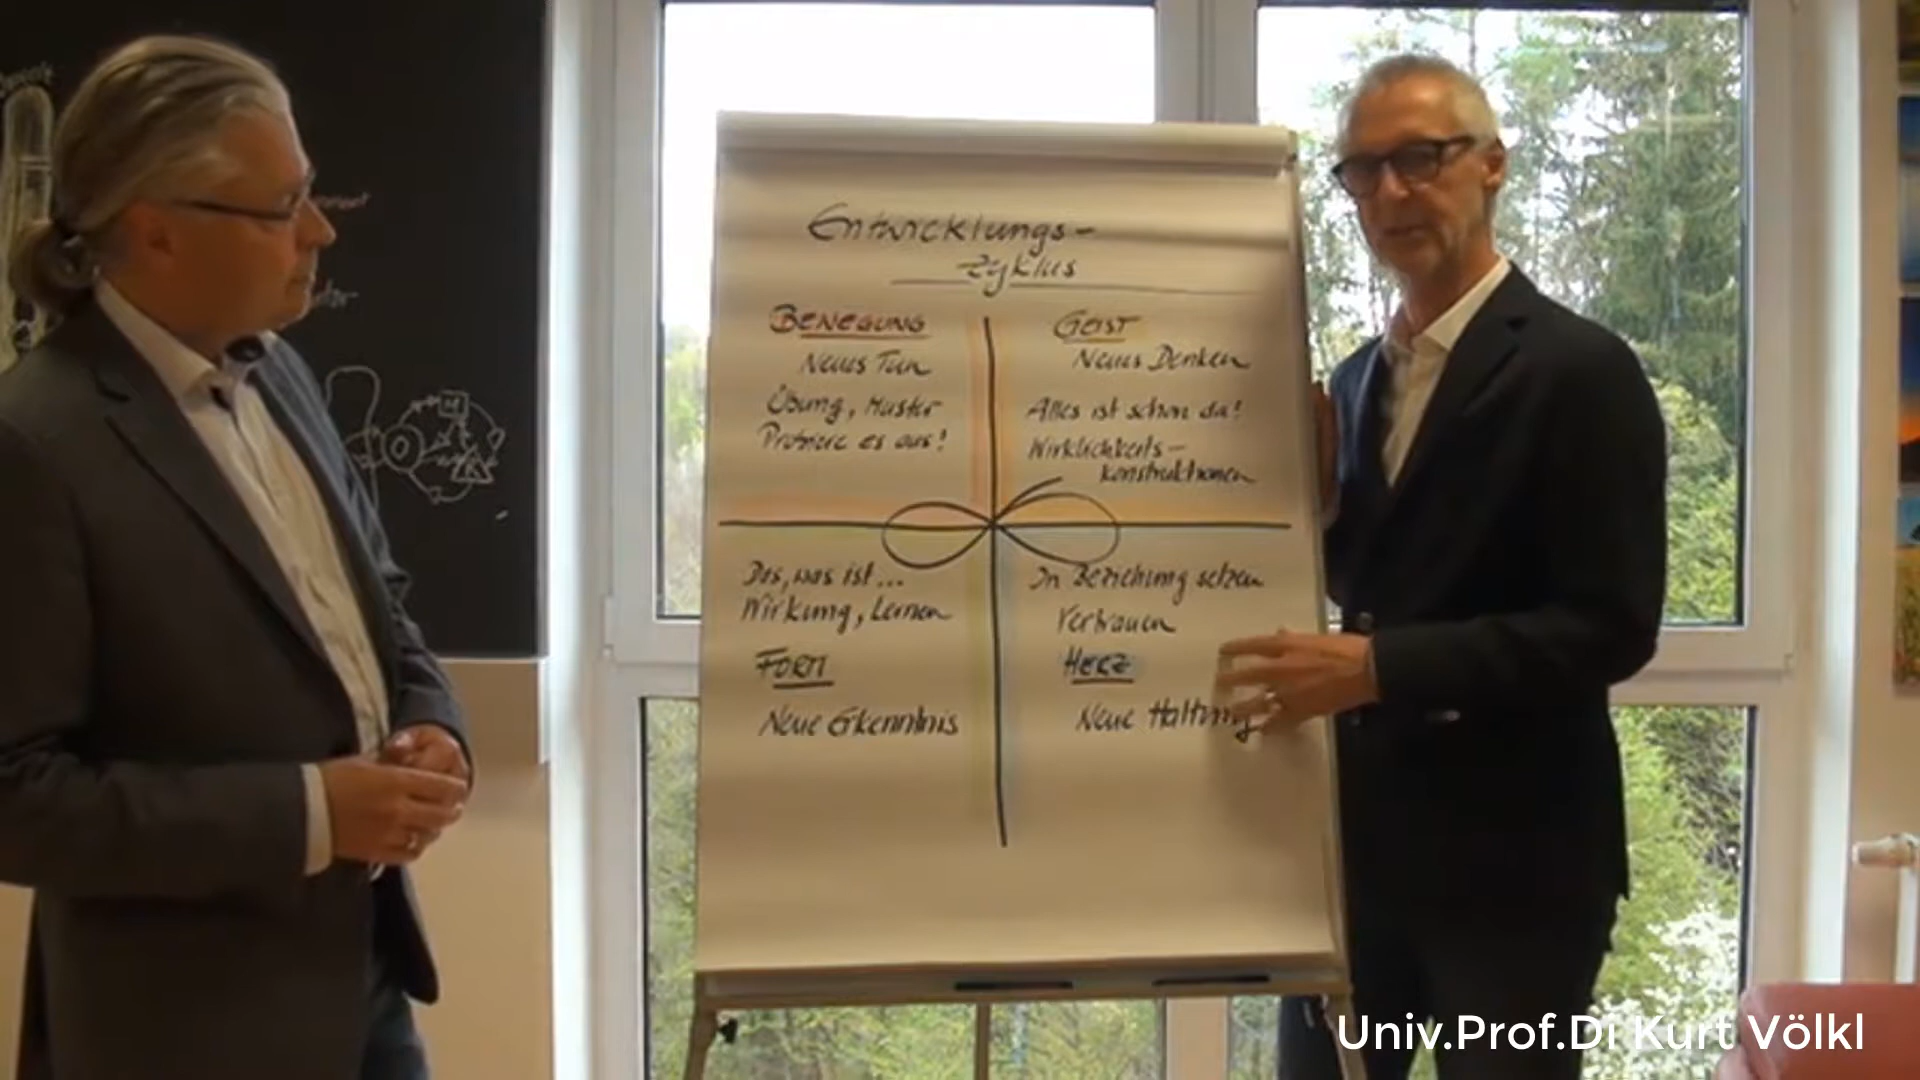 Entwicklungs-
Zyklus
BEWEGUNG
Neues Tun
Übung, Muster
Probiere es aus!
GEIST
Neues Denken
Alles ist schon da!
Wirklichkeits-
konstruktionen
Das, was ist...
Wirkung, Lernen
FORM
Neue Erkenntnis
In Beziehung setzen
Vertrauen
HERZ
Neue Haltung
Univ.Prof.Di Kurt Völkl